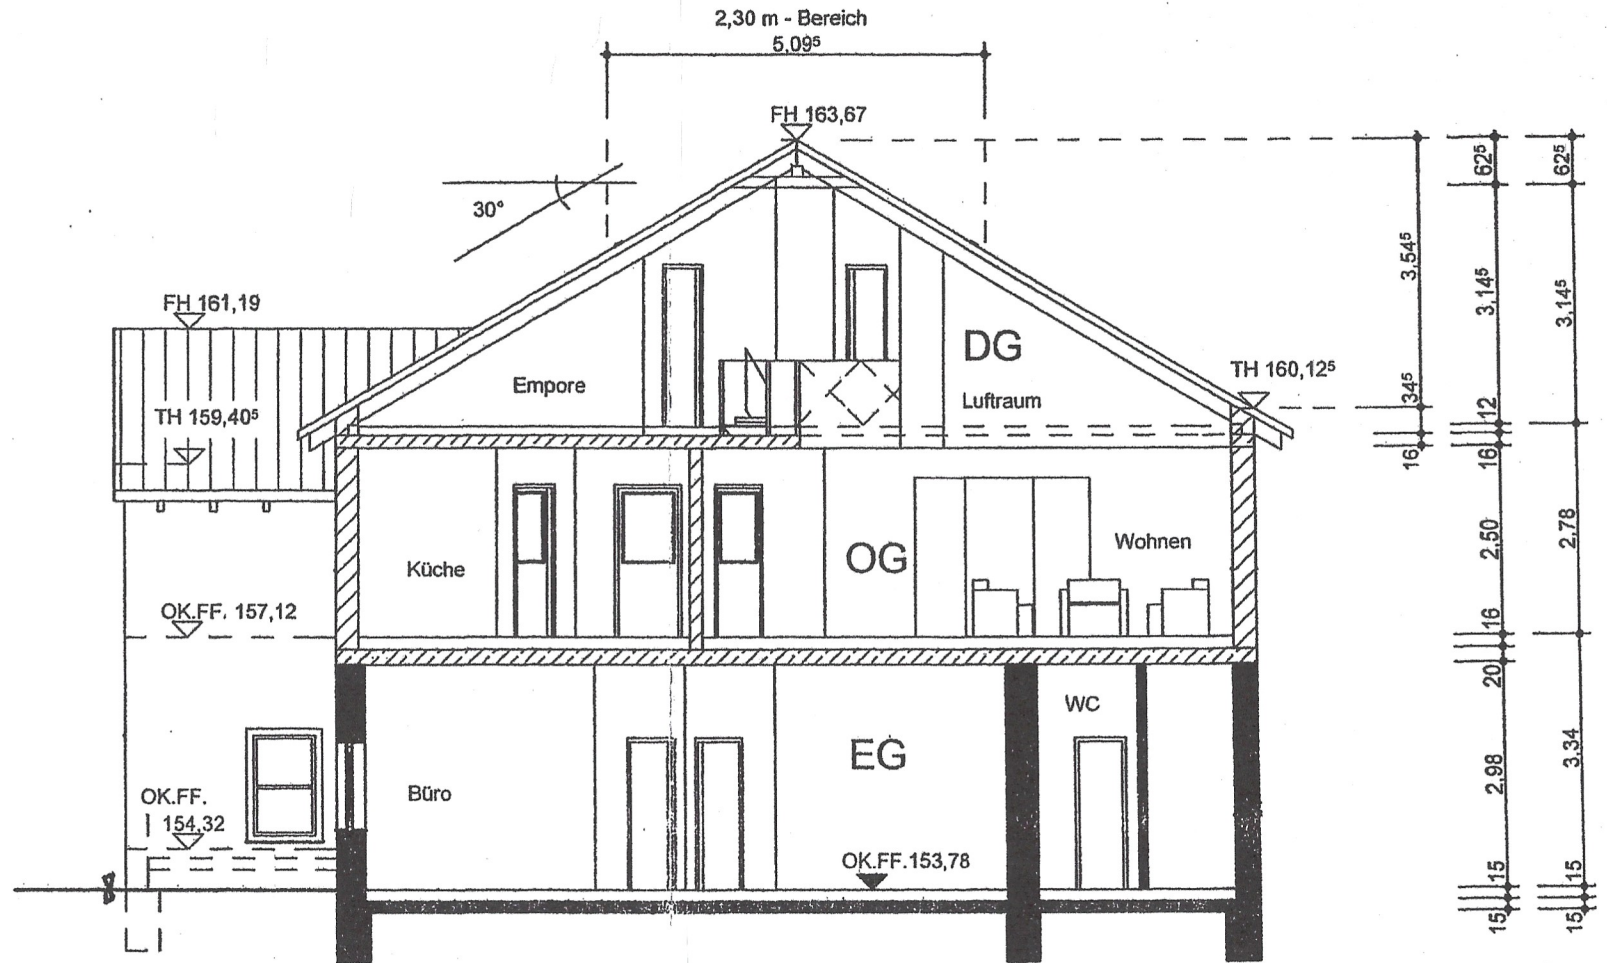 2,30 m - Bereich
5,09⁵
FH 163,67
30°
FH 161,19
TH 159,40⁵
TH 160,12⁵
DG
Empore
Luftraum
OG
Küche
Wohnen
OK.FF. 157,12
WC
EG
Büro
OK.FF.
154,32
OK.FF.153,78
3,54⁵
34⁵
16
62⁵
3,14⁵
12
16
2,50
16
20
2,98
15
15
62⁵
3,14⁵
2,78
3,34
15
15